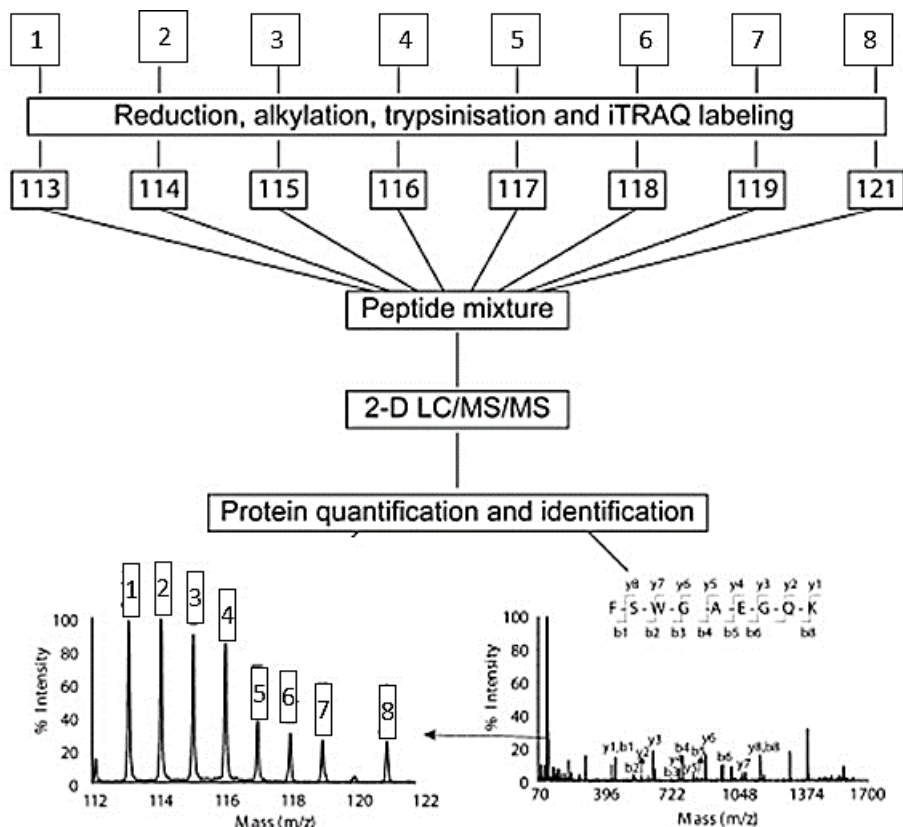 1 2 3 4 5 6 7 8
Reduction, alkylation, trypsinisation and iTRAQ labeling
113 114 115 116 117 118 119 121
Peptide mixture
2-D LC/MS/MS
Protein quantification and identification
1 2 3 4 5 6 7 8
% Intensity
100
80
60
40
20
0
112 114 116 118 120 122
Mass (m/z)
y8 y7 y6 y5 y4 y3 y2 y1
F-S-W-G-A-E-G-Q-K
b1 b2 b3 b4 b5 b6 b8
% Intensity
100
80
60
40
20
0
y1,b1 b2 y2 y3 b3 b4 y5 b5 y6 b6 y7 y8,b8
70 396 722 1048 1374 1700
Mass (m/z)